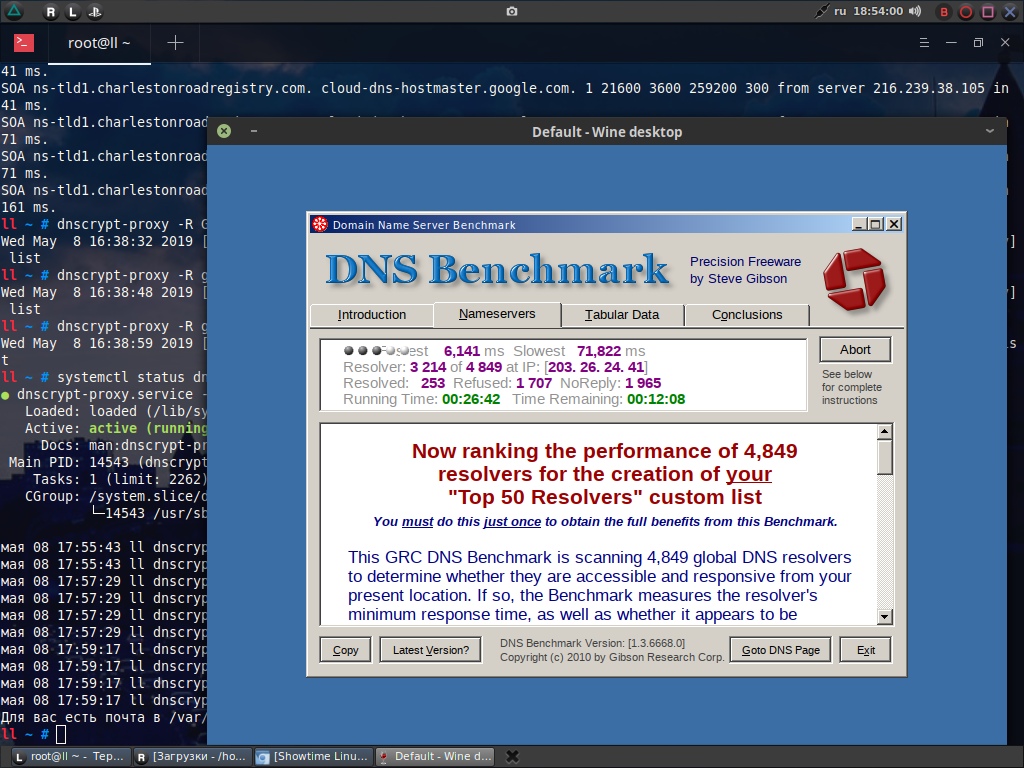 R L ru 18:54:00 B
root@ll ~
41 ms.
SOA ns-tld1.charlestonroadregistry.com. cloud-dns-hostmaster.google.com. 1 21600 3600 259200 300 from server 216.239.38.105 in
41 ms.
SOA ns-tld1.charlestonroad
71 ms.
SOA ns-tld1.charlestonroad
71 ms.
SOA ns-tld1.charlestonroad
161 ms.
ll ~ # dnscrypt-proxy -R G
Wed May  8 16:38:32 2019 [ ]
list
ll ~ # dnscrypt-proxy -R g
Wed May  8 16:38:48 2019 [ ]
list
ll ~ # dnscrypt-proxy -R g
Wed May  8 16:38:59 2019 [ s
t
ll ~ # systemctl status dn
● dnscrypt-proxy.service -
Loaded: loaded (/lib/sy
Active: active (running
Docs: man:dnscrypt-pr
Main PID: 14543 (dnscrypt
Tasks: 1 (limit: 2262)
CGroup: /system.slice/d
└─14543 /usr/sb
мая 08 17:55:43 ll dnscryp
мая 08 17:55:43 ll dnscryp
мая 08 17:57:29 ll dnscryp
мая 08 17:57:29 ll dnscryp
мая 08 17:57:29 ll dnscryp
мая 08 17:57:29 ll dnscryp
мая 08 17:59:17 ll dnscryp
мая 08 17:59:17 ll dnscryp
мая 08 17:59:17 ll dnscryp
мая 08 17:59:17 ll dnscryp
Для вас есть почта в /var/
ll ~ #
Default - Wine desktop
Domain Name Server Benchmark
DNS Benchmark
Precision Freeware
by Steve Gibson
Introduction
Nameservers
Tabular Data
Conclusions
6,141 ms Slowest 71,822 ms
Resolver: 3 214 of 4 849 at IP: [203. 26. 24. 41]
Resolved: 253 Refused: 1 707 NoReply: 1 965
Running Time: 00:26:42 Time Remaining: 00:12:08
Abort
See below
for complete
instructions
Now ranking the performance of 4,849
resolvers for the creation of your
"Top 50 Resolvers" custom list
You must do this just once to obtain the full benefits from this Benchmark.
This GRC DNS Benchmark is scanning 4,849 global DNS resolvers
to determine whether they are accessible and responsive from your
present location. If so, the Benchmark measures the resolver's
minimum response time, as well as whether it appears to be
Copy
Latest Version?
DNS Benchmark Version: [1.3.6668.0]
Copyright (c) 2010 by Gibson Research Corp.
Goto DNS Page
Exit
L root@ll ~ - Тер...
R [Загрузки - /ho...
[Showtime Linu...
Default - Wine d...